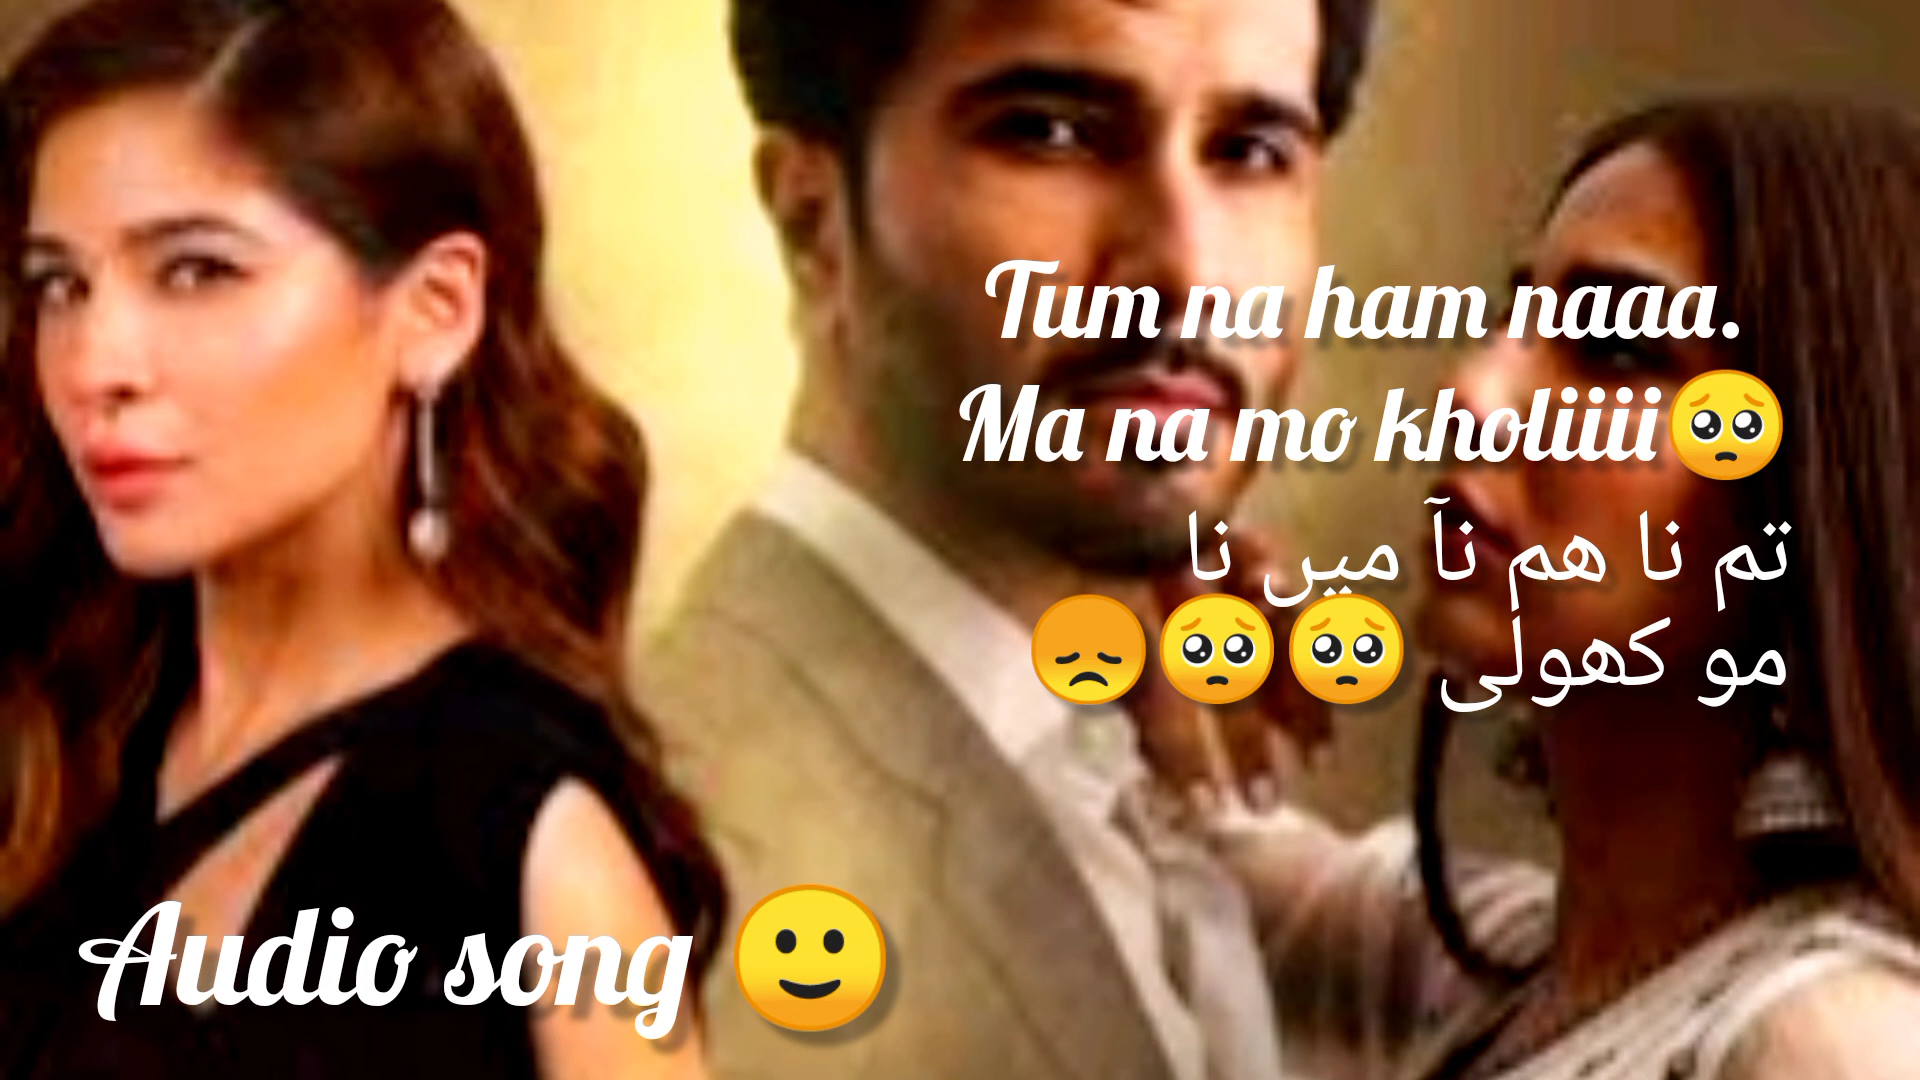 Tum na ham naaa.
Ma na mo kholiiii🥺
تم نا هم نآ میں نا
مو کھولی 🥺🥺😞
Audio song 🙂